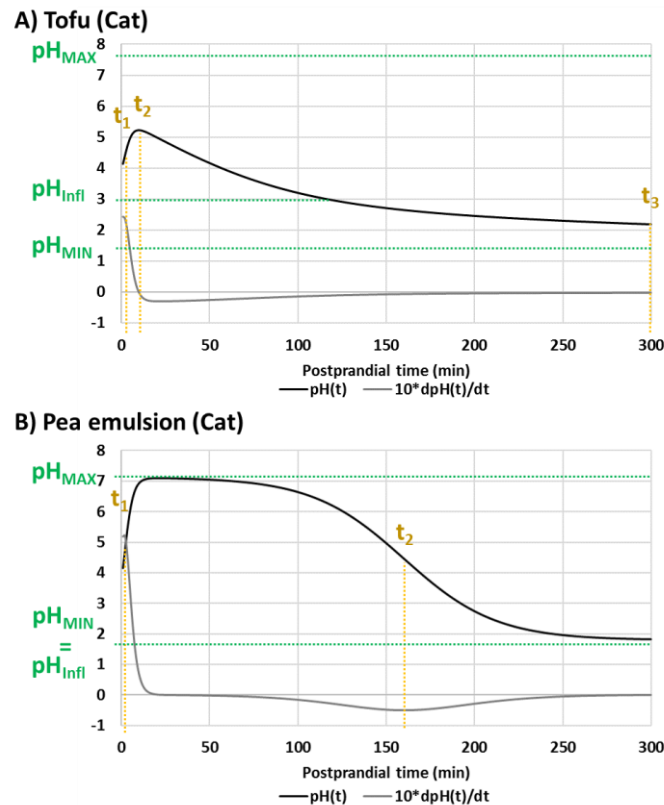 A) Tofu (Cat)
8
pHMAX
7
6
t1
t2
5
4
pHInfl
3
t3
2
pHMIN
1
0
-1
0 50 100 150 200 250 300
Postprandial time (min)
pH(t) 10*dpH(t)/dt
B) Pea emulsion (Cat)
8
pHMAX
7
t1
6
t2
5
4
3
pHMIN
2
=
pHInfl
1
0
-1
0 50 100 150 200 250 300
Postprandial time (min)
pH(t) 10*dpH(t)/dt